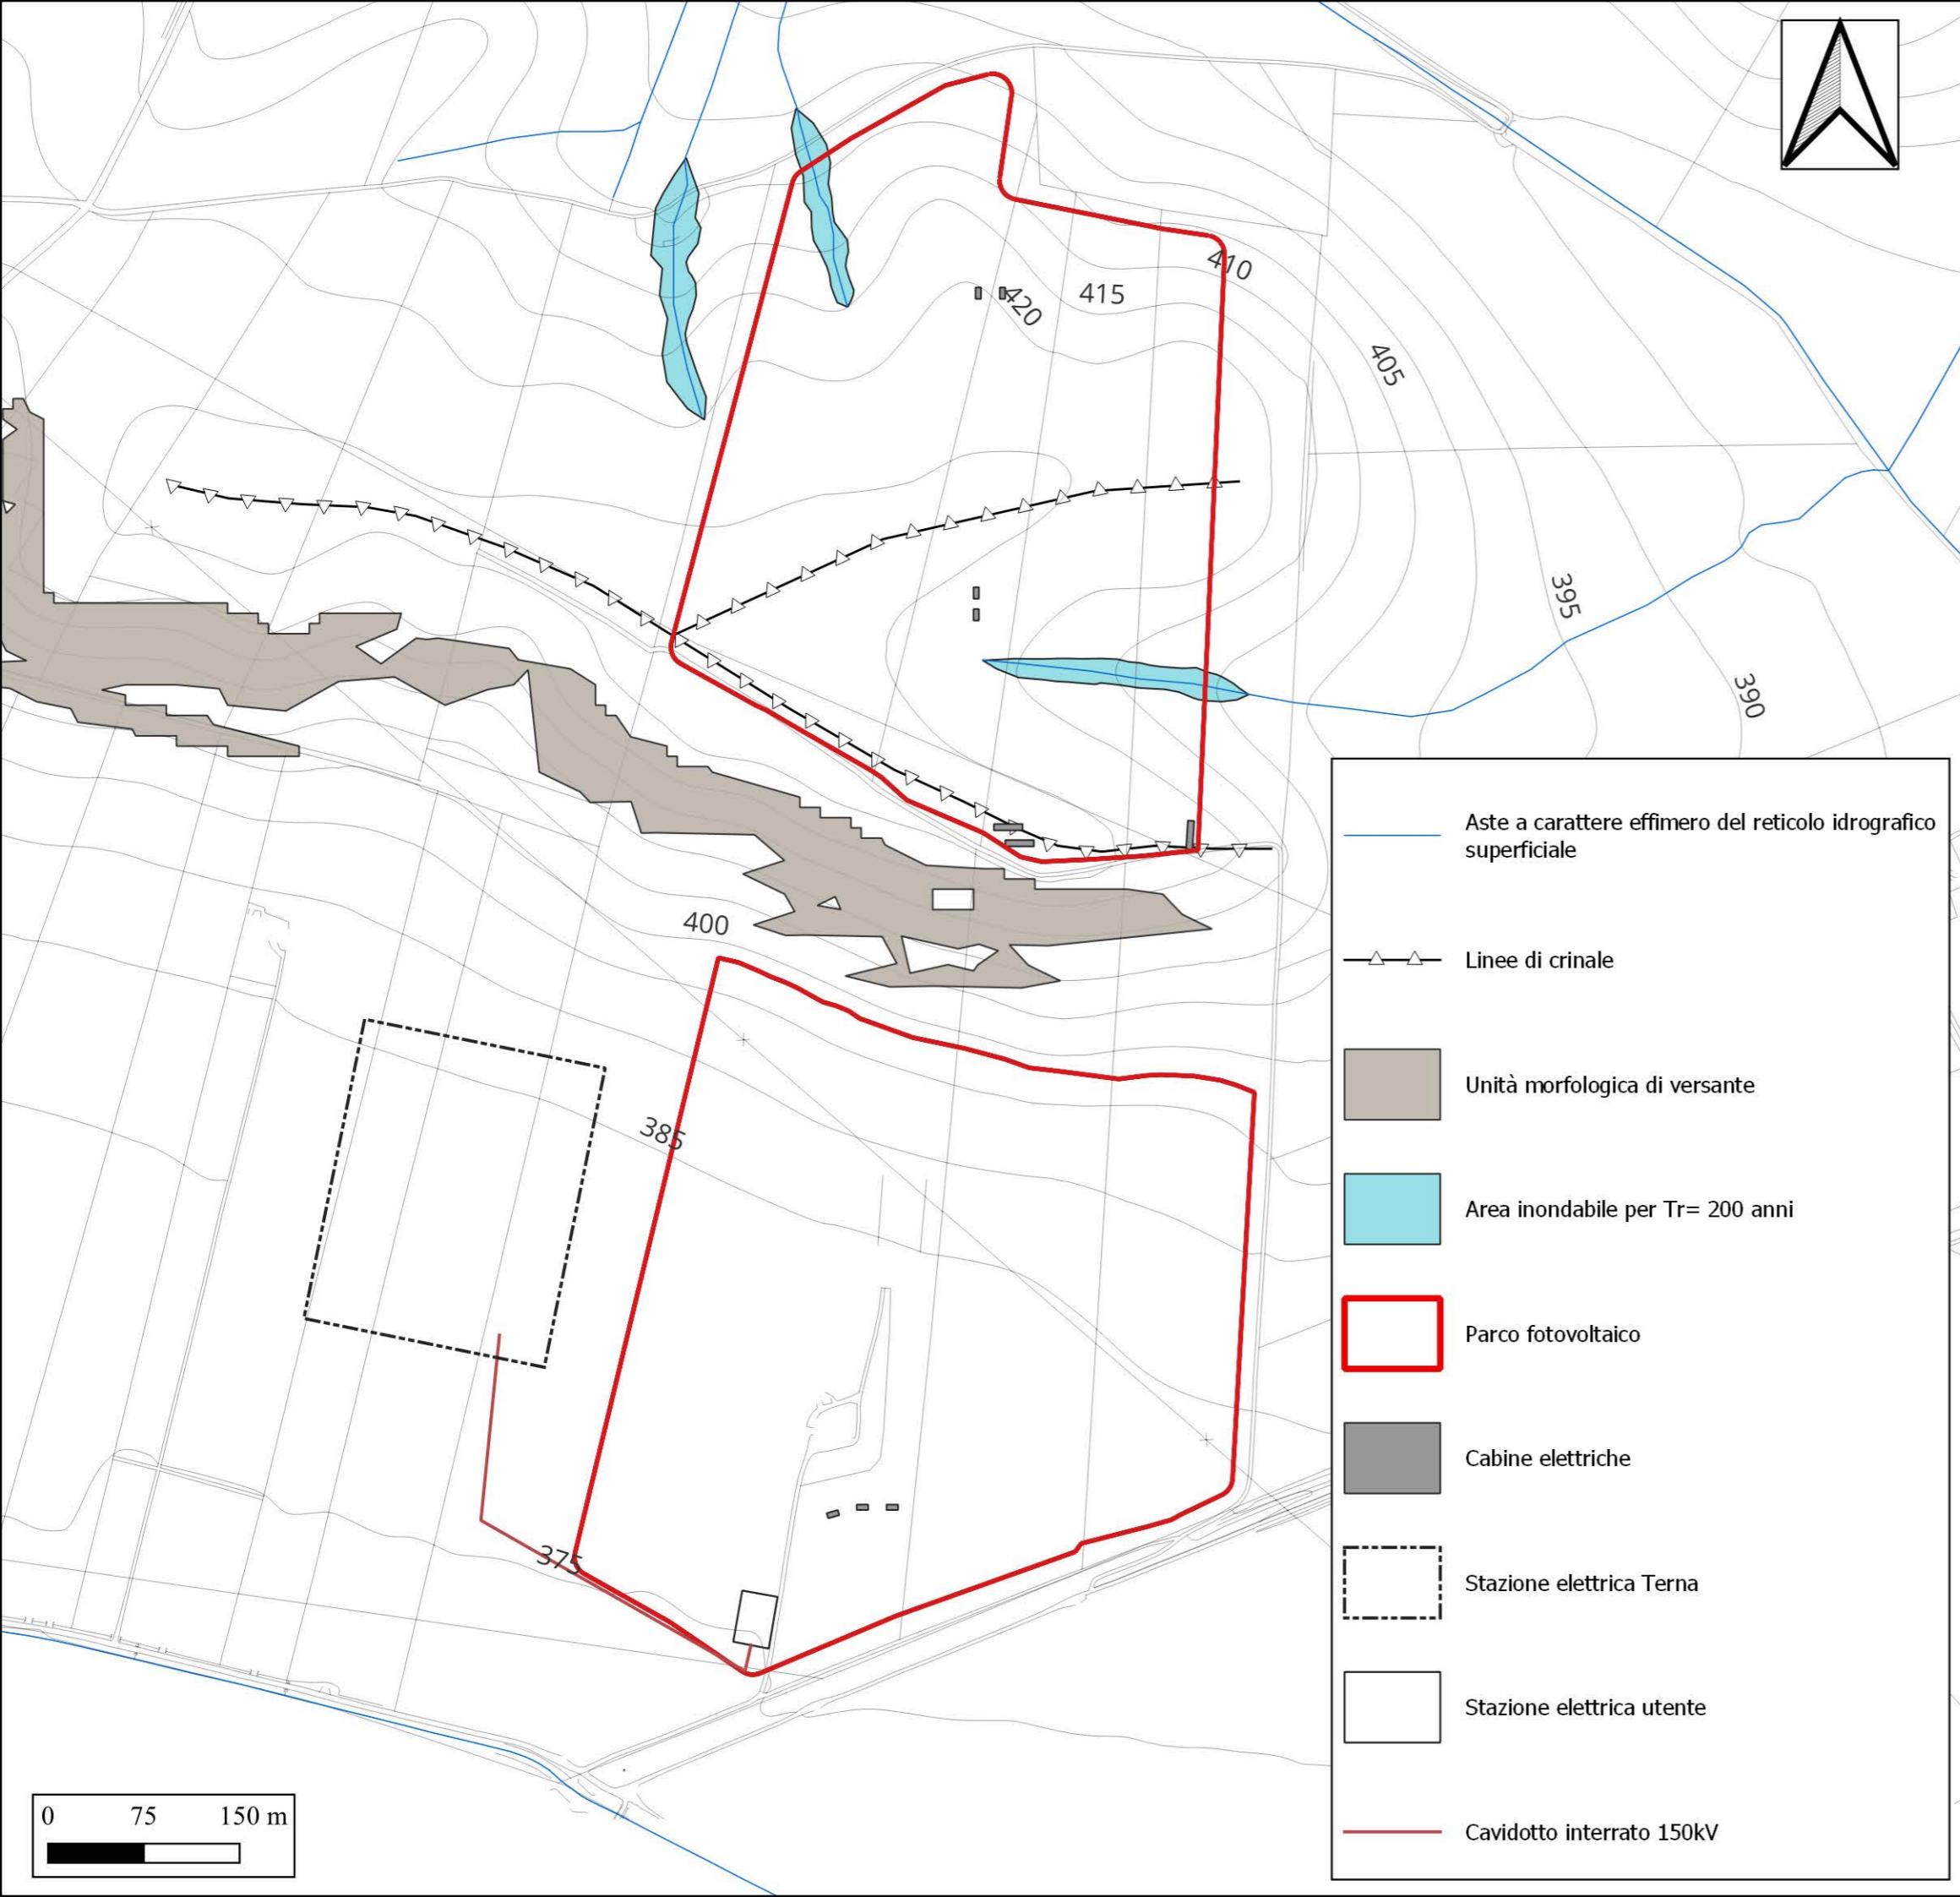 410
415
420
405
395
390
400
385
375
Aste a carattere effimero del reticolo idrografico
superficiale
Linee di crinale
Unità morfologica di versante
Area inondabile per Tr= 200 anni
Parco fotovoltaico
Cabine elettriche
Stazione elettrica Terna
Stazione elettrica utente
Cavidotto interrato 150kV
0 75 150 m